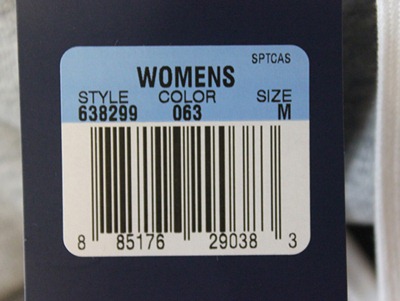 SPTCAS
WOMENS
STYLE COLOR SIZE
638299 063 M
8 85176 29038 3